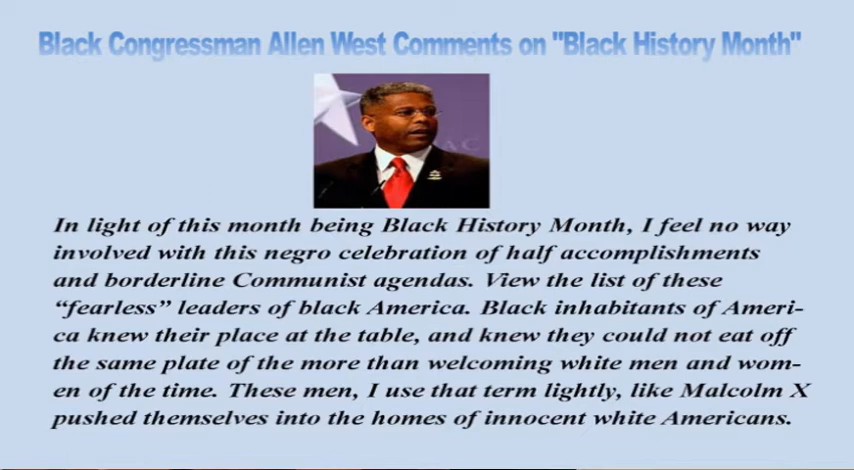 Black Congressman Allen West Comments on "Black History Month"
AC
In light of this month being Black History Month, I feel no way
involved with this negro celebration of half accomplishments
and borderline Communist agendas. View the list of these
“fearless” leaders of black America. Black inhabitants of Ameri-
ca knew their place at the table, and knew they could not eat off
the same plate of the more than welcoming white men and wom-
en of the time. These men, I use that term lightly, like Malcolm X
pushed themselves into the homes of innocent white Americans.